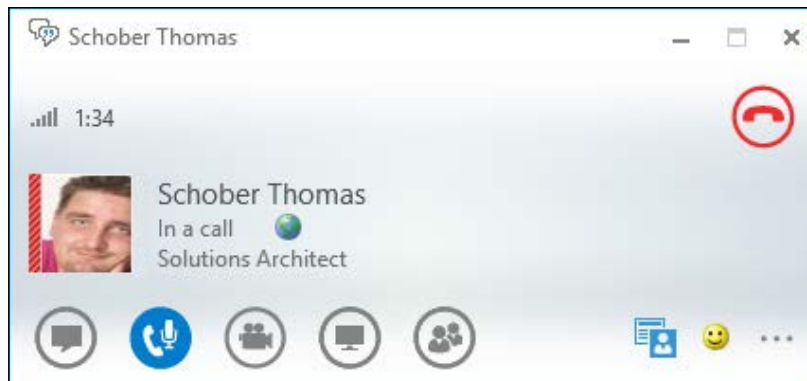 Schober Thomas
1:34
Schober Thomas
In a call
Solutions Architect